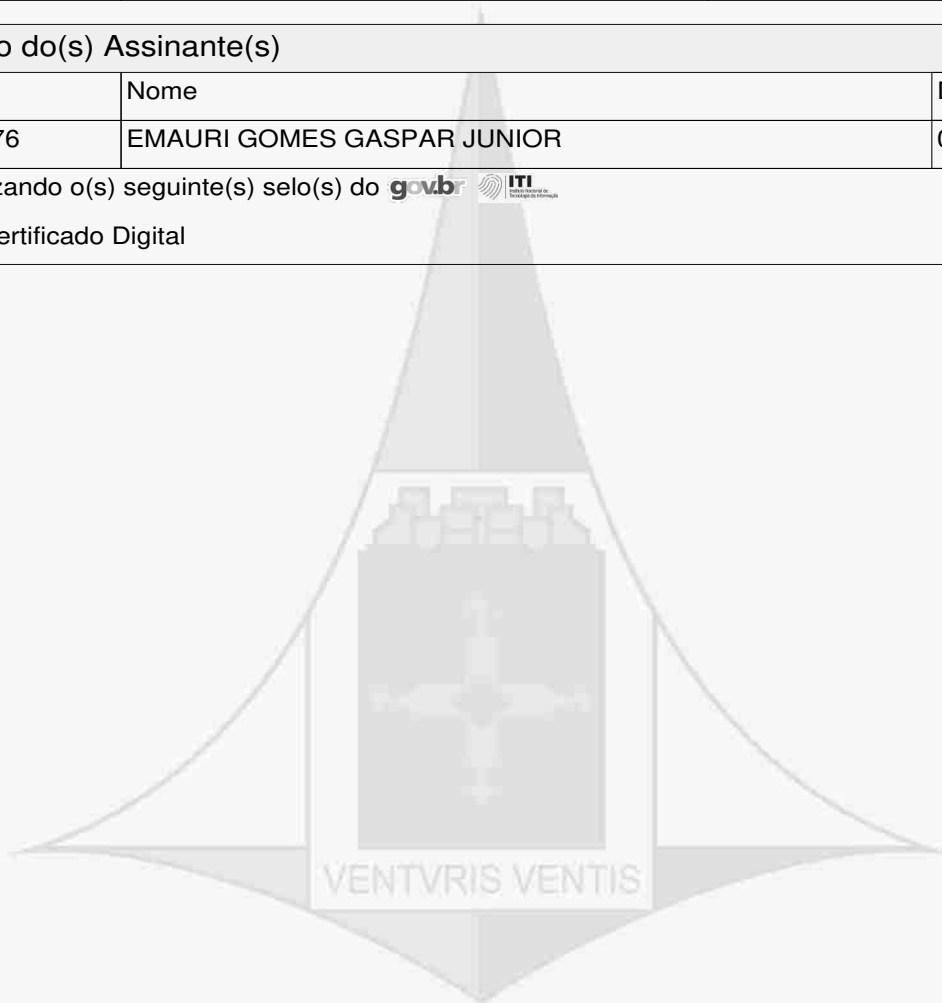 o do(s) Assinante(s)
Nome
76 EMAURI GOMES GASPAR JUNIOR
zando o(s) seguinte(s) selo(s) do gov.br ITI
ertificado Digital
VENTVRIS VENTIS